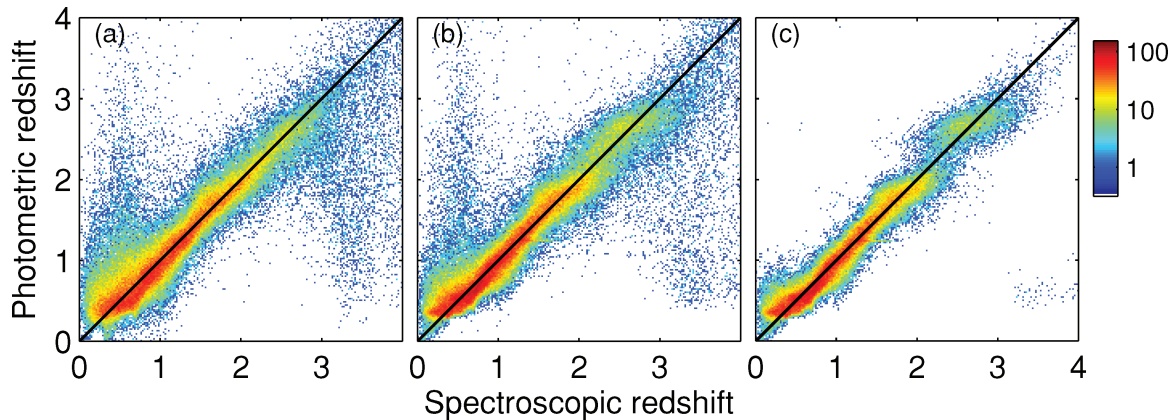 (a) (b) (c)
Photometric redshift
4
3
2
1
0
0 1 2 3
0 1 2 3
0 1 2 3 4
Spectroscopic redshift
100
10
1